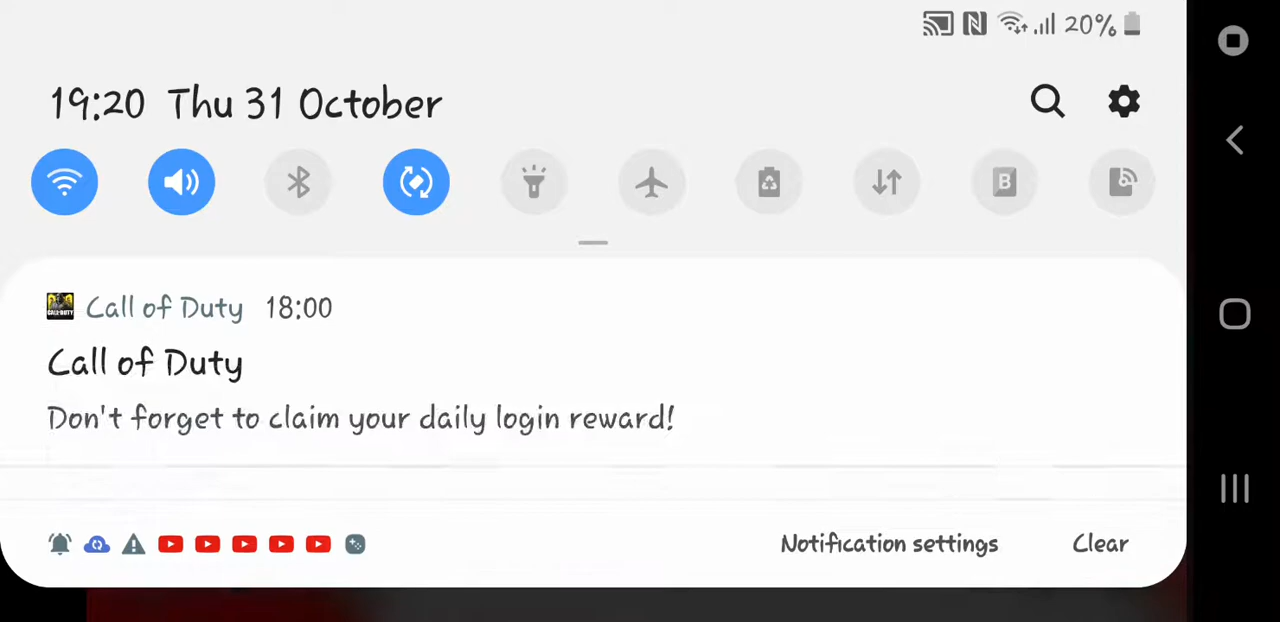 20%
19:20 Thu 31 October
B
Call of Duty 18:00
Call of Duty
Don't forget to claim your daily login reward!
Notification settings Clear